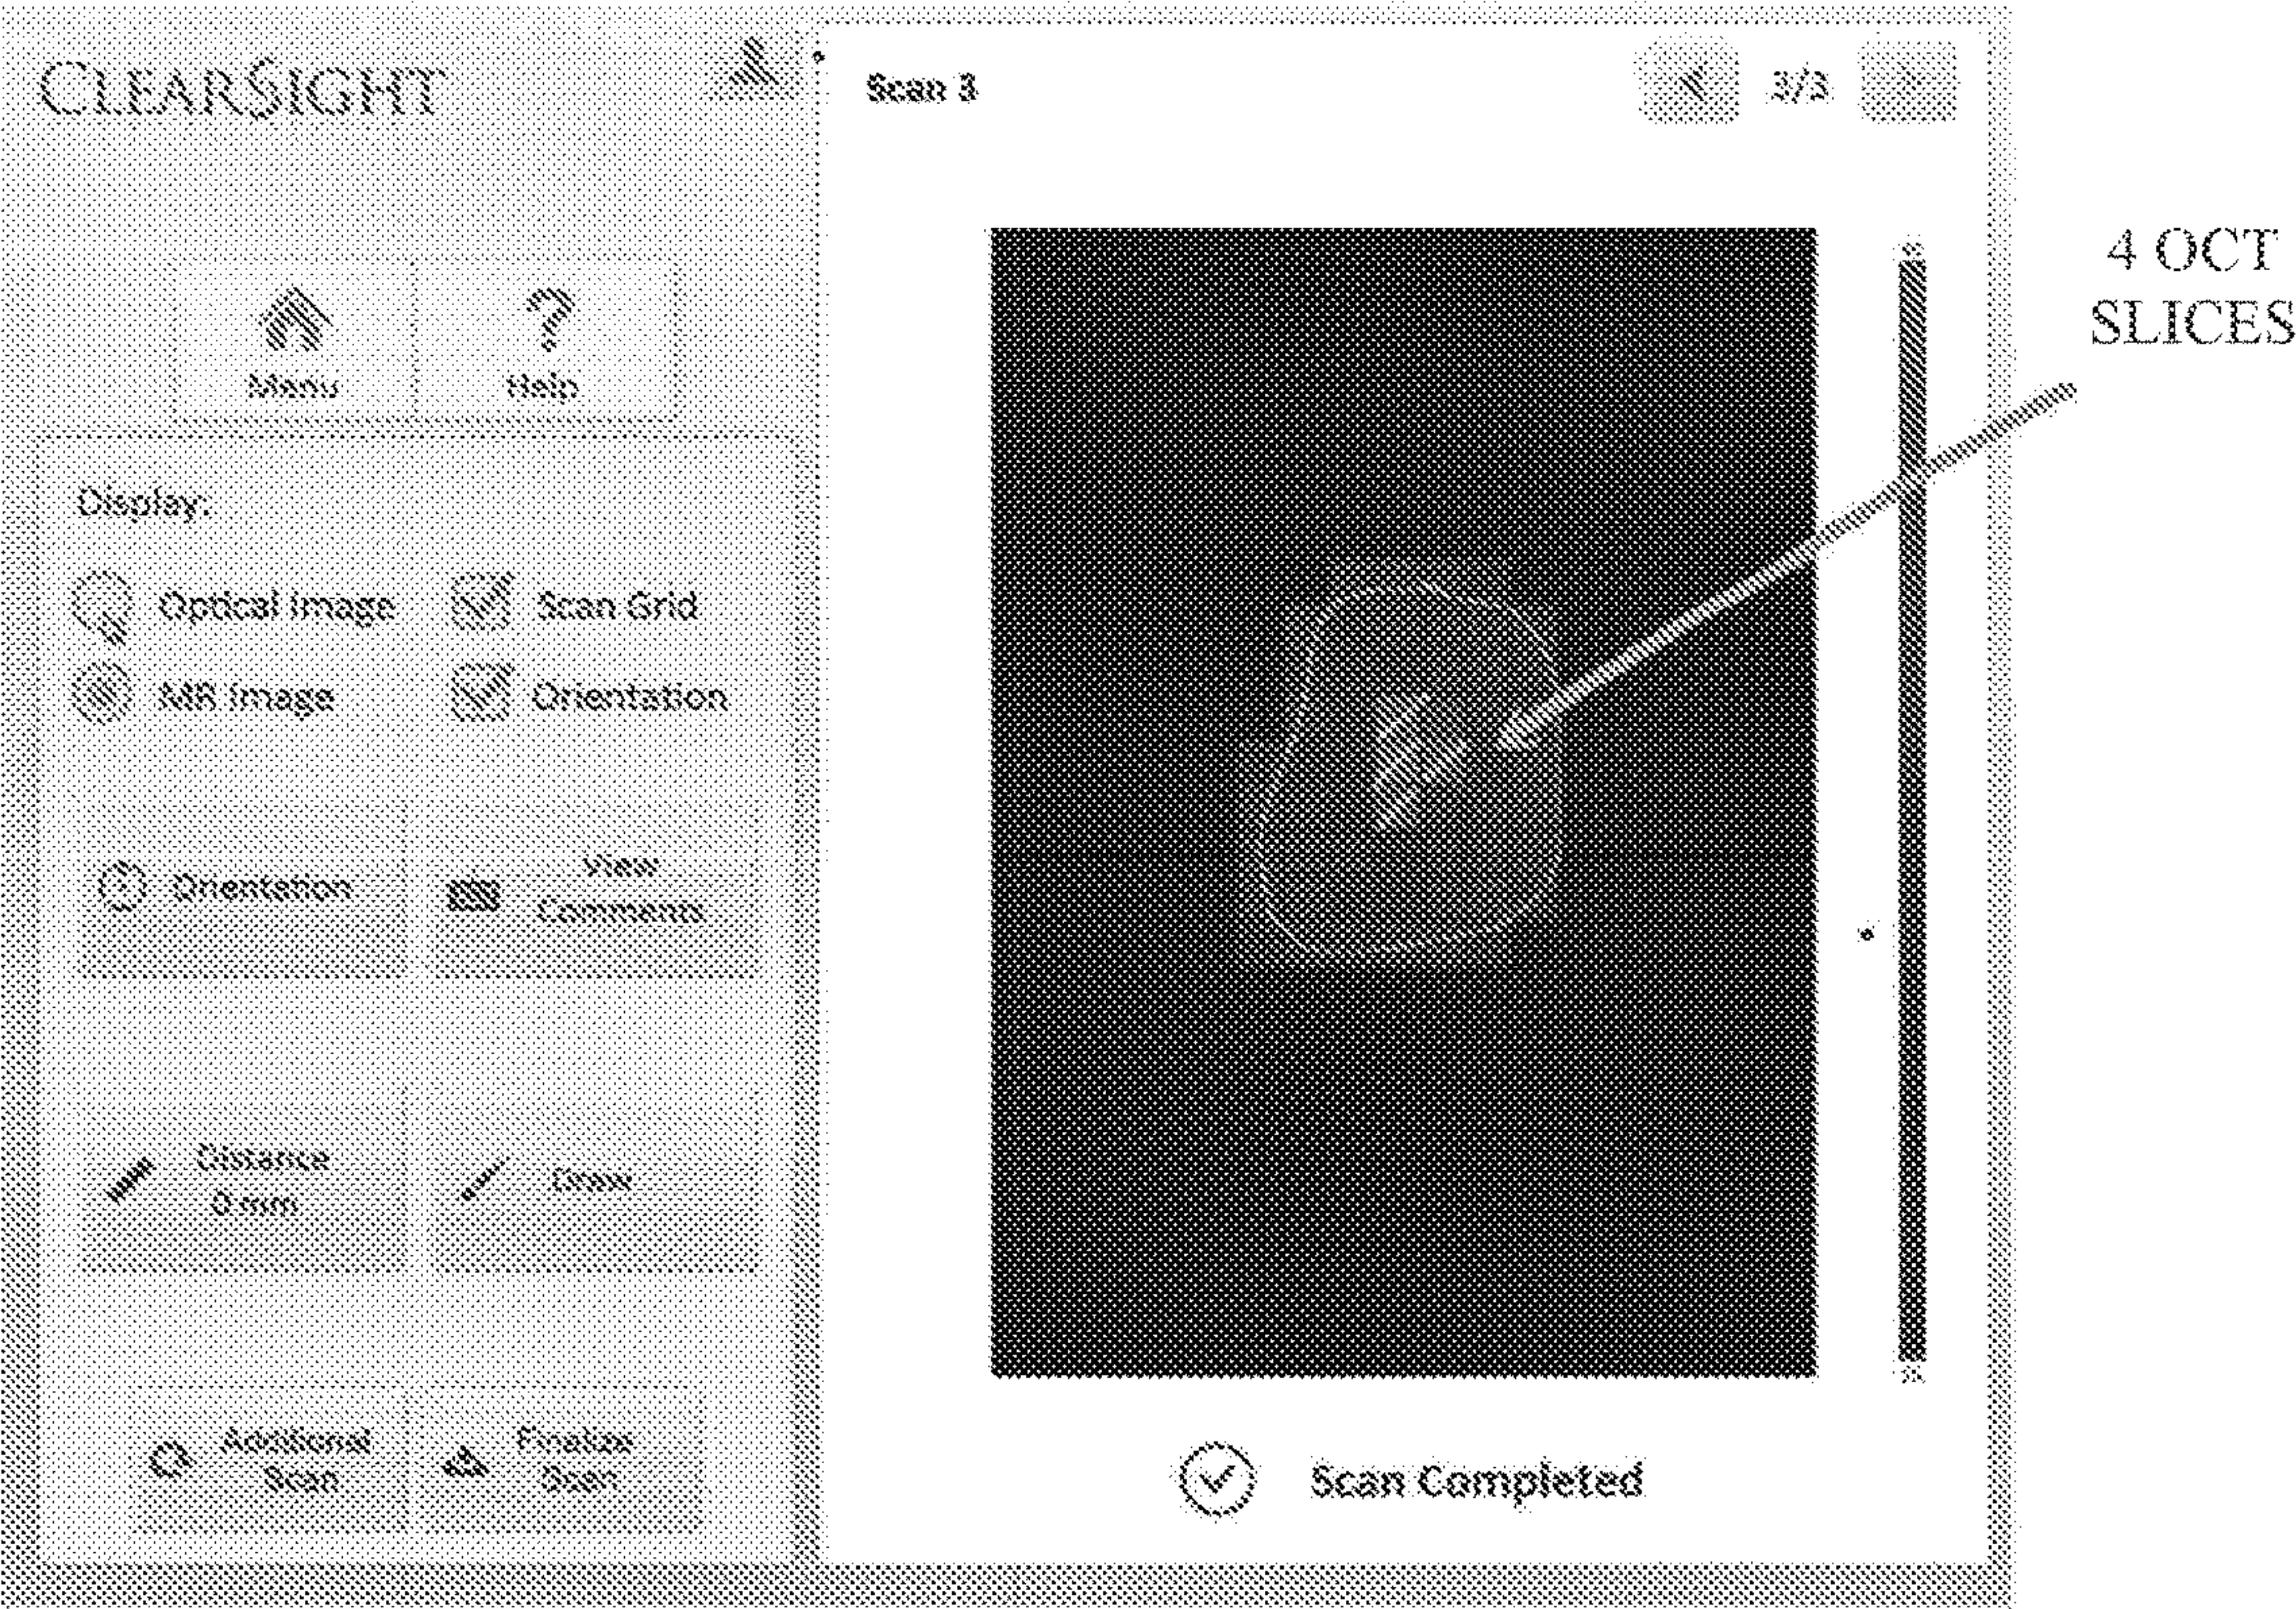 CLEARSIGHT
Menu
Help
Display:
Optical Image
Scan Grid
MR Image
Orientation
Orientation
View
Comments
Distance
0 mm
Draw
Additional
Scan
Finalize
Scan
Scan 3
3/3
Scan Completed
4 OCT
SLICES